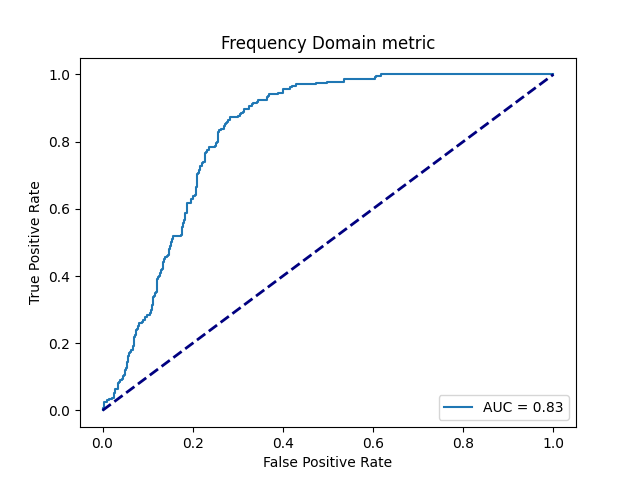 Frequency Domain metric
True Positive Rate
1.0
0.8
0.6
0.4
0.2
0.0
AUC = 0.83
0.0 0.2 0.4 0.6 0.8 1.0
False Positive Rate